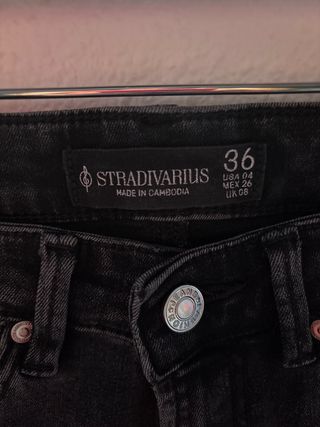 STRADIVARIUS
MADE IN CAMBODIA
36
USA 04
MEX 26
UK 08